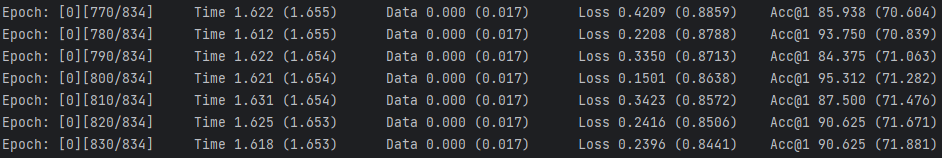 Epoch: [0][770/834] Time 1.622 (1.655) Data 0.000 (0.017) Loss 0.4209 (0.8859) Acc@1 85.938 (70.604)
Epoch: [0][780/834] Time 1.612 (1.655) Data 0.000 (0.017) Loss 0.2208 (0.8788) Acc@1 93.750 (70.839)
Epoch: [0][790/834] Time 1.622 (1.654) Data 0.000 (0.017) Loss 0.3350 (0.8713) Acc@1 84.375 (71.063)
Epoch: [0][800/834] Time 1.621 (1.654) Data 0.000 (0.017) Loss 0.1501 (0.8638) Acc@1 95.312 (71.282)
Epoch: [0][810/834] Time 1.631 (1.654) Data 0.000 (0.017) Loss 0.3423 (0.8572) Acc@1 87.500 (71.476)
Epoch: [0][820/834] Time 1.625 (1.653) Data 0.000 (0.017) Loss 0.2416 (0.8506) Acc@1 90.625 (71.671)
Epoch: [0][830/834] Time 1.618 (1.653) Data 0.000 (0.017) Loss 0.2396 (0.8441) Acc@1 90.625 (71.881)